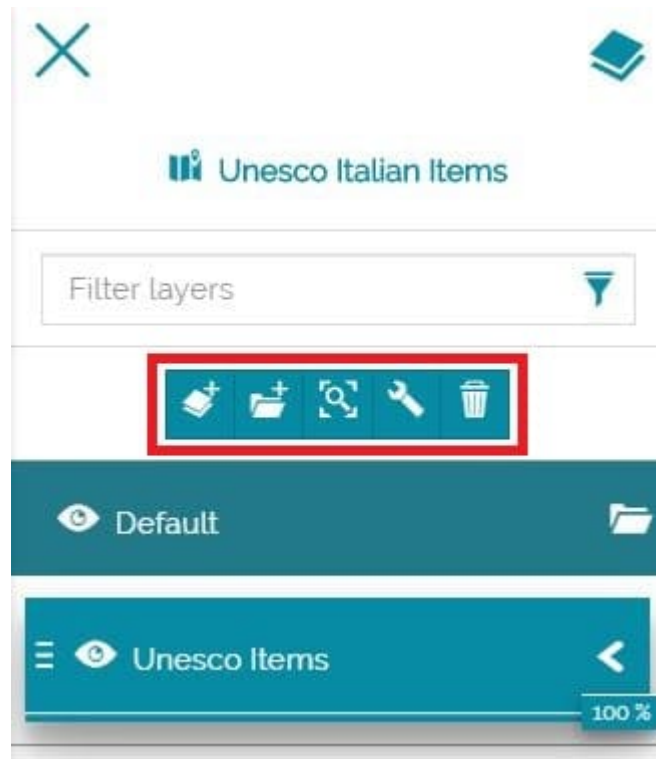 Unesco Italian Items
Filter layers
Default
Unesco Items
100 %